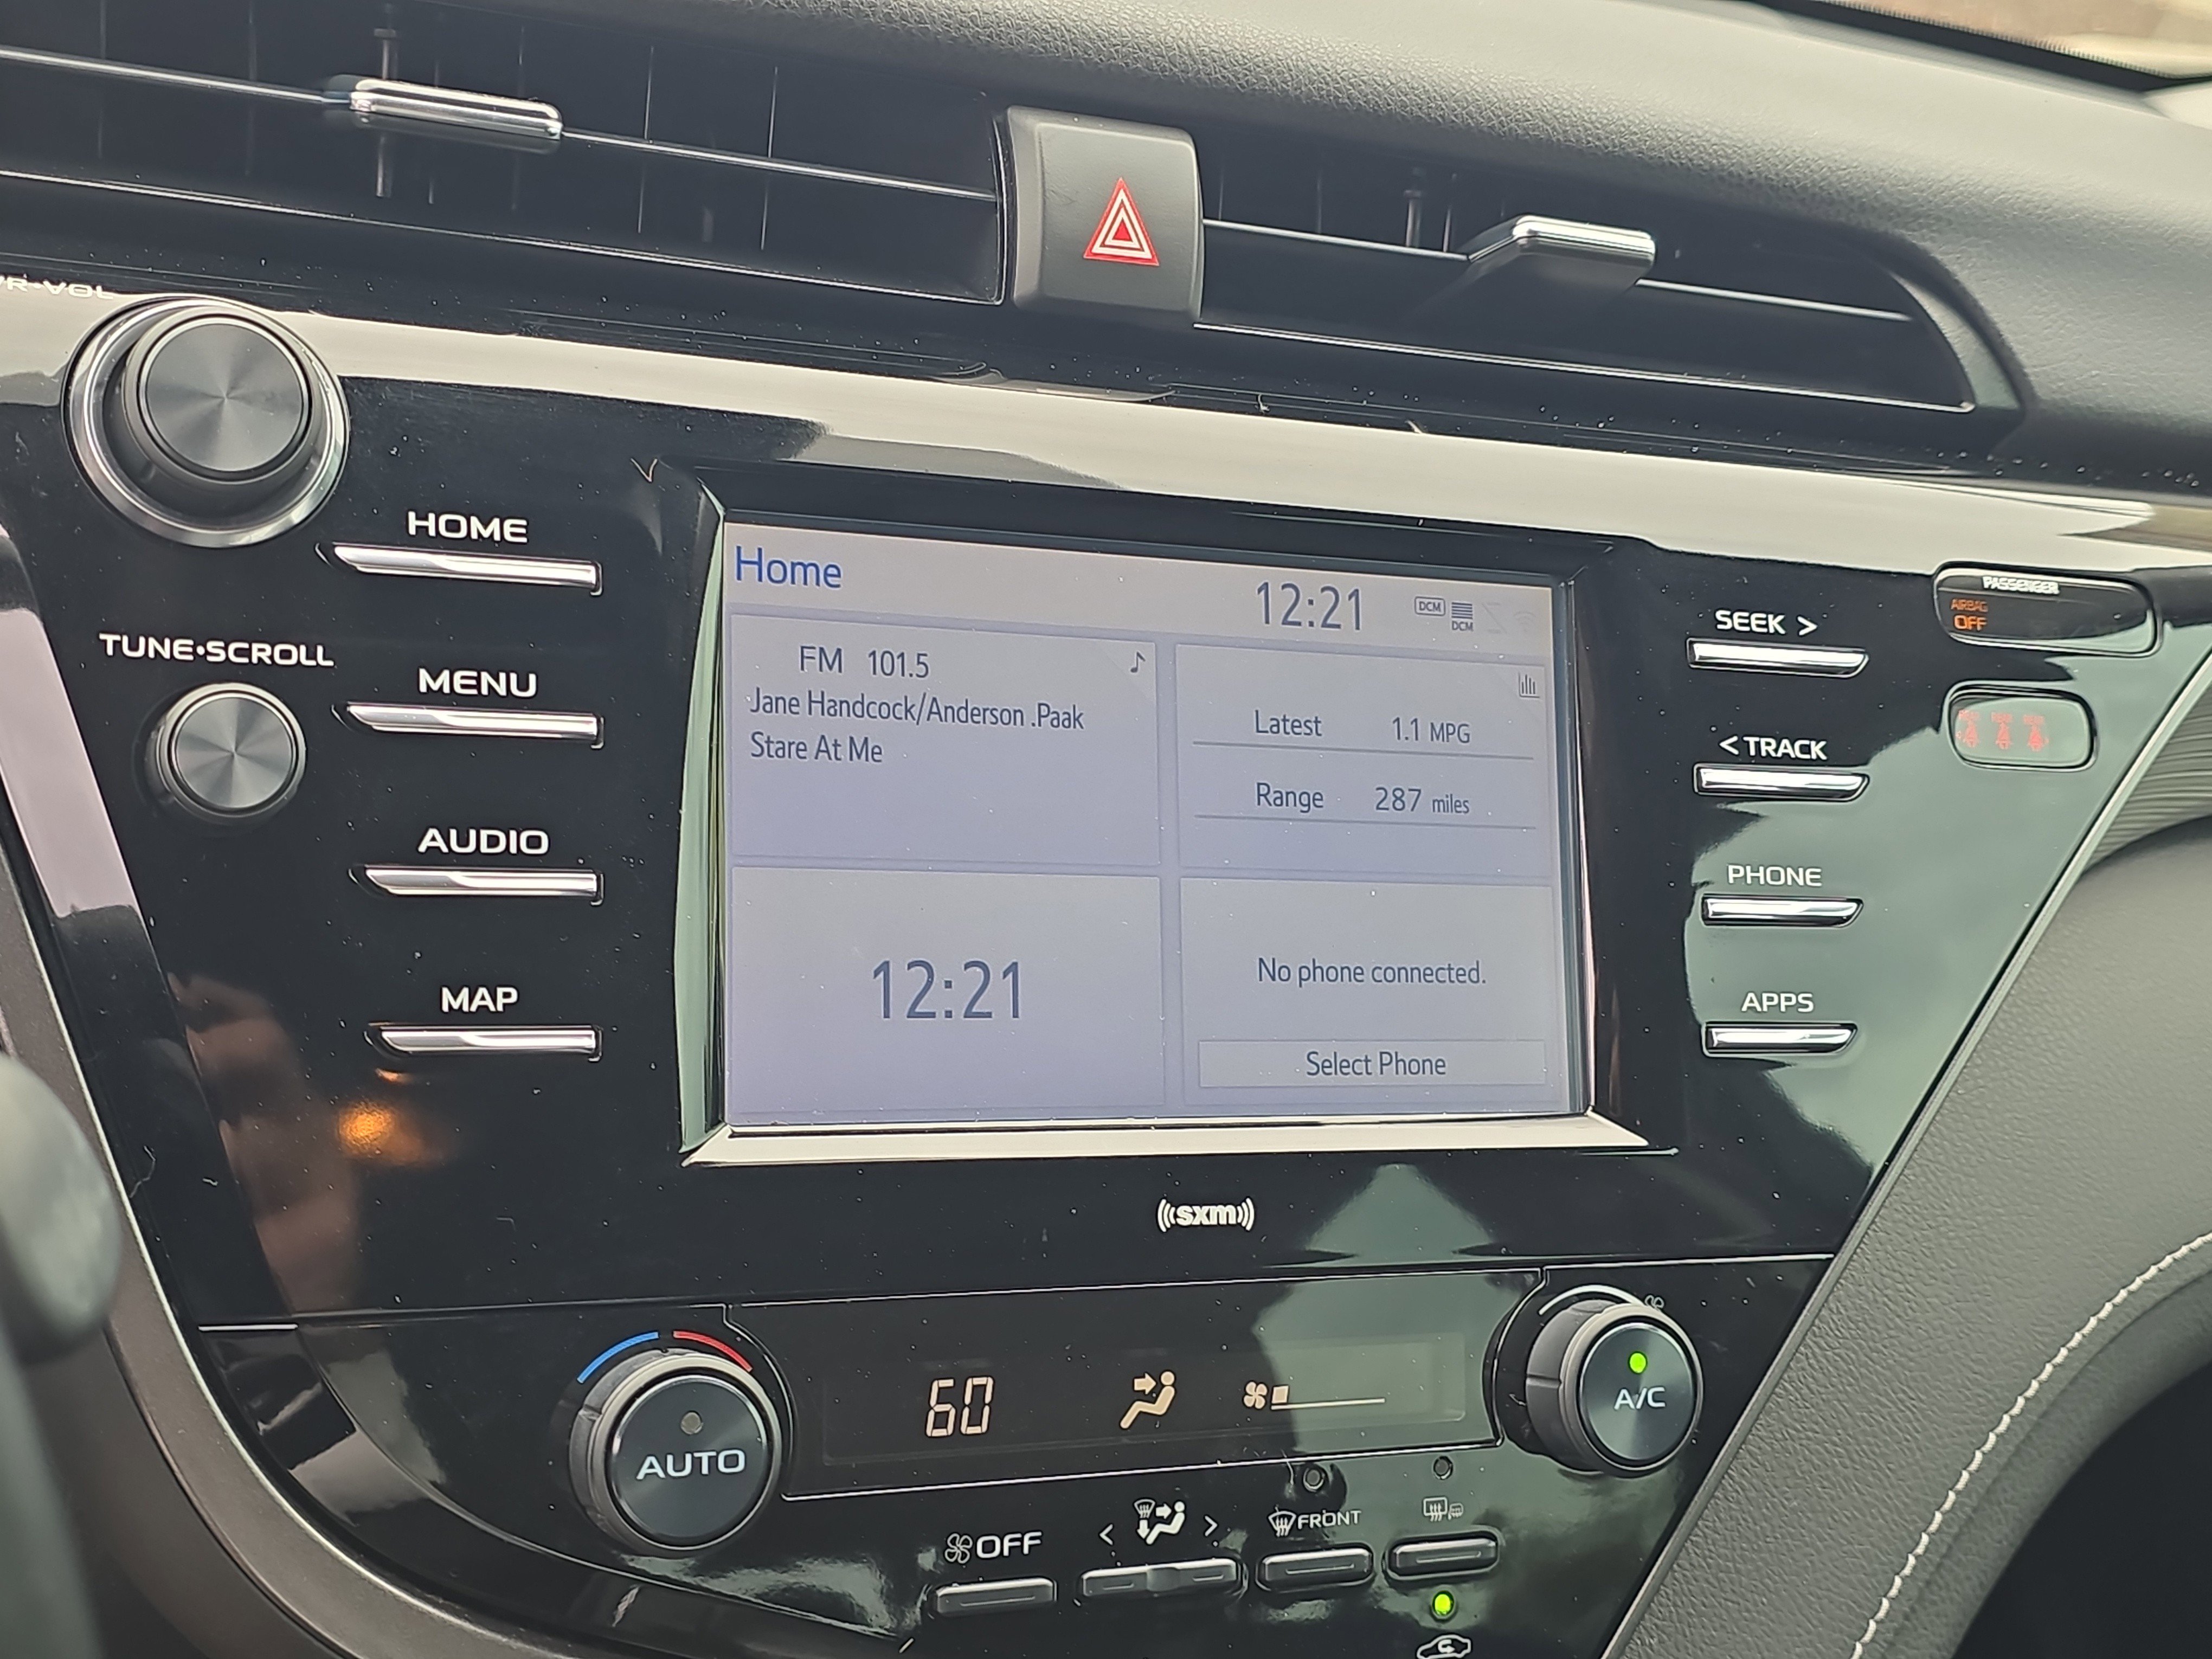 HOME
TUNE•SCROLL
MENU
AUDIO
MAP
Home
12:21
DCM
DCM
FM 101.5
Jane Handcock/Anderson .Paak
Stare At Me
Latest 1.1 MPG
Range 287 miles
12:21
No phone connected.
Select Phone
SEEK >
< TRACK
PHONE
APPS
PASSENGER
AIRBAG
OFF
((sxm))
AUTO
60
A/C
OFF
< >
FRONT